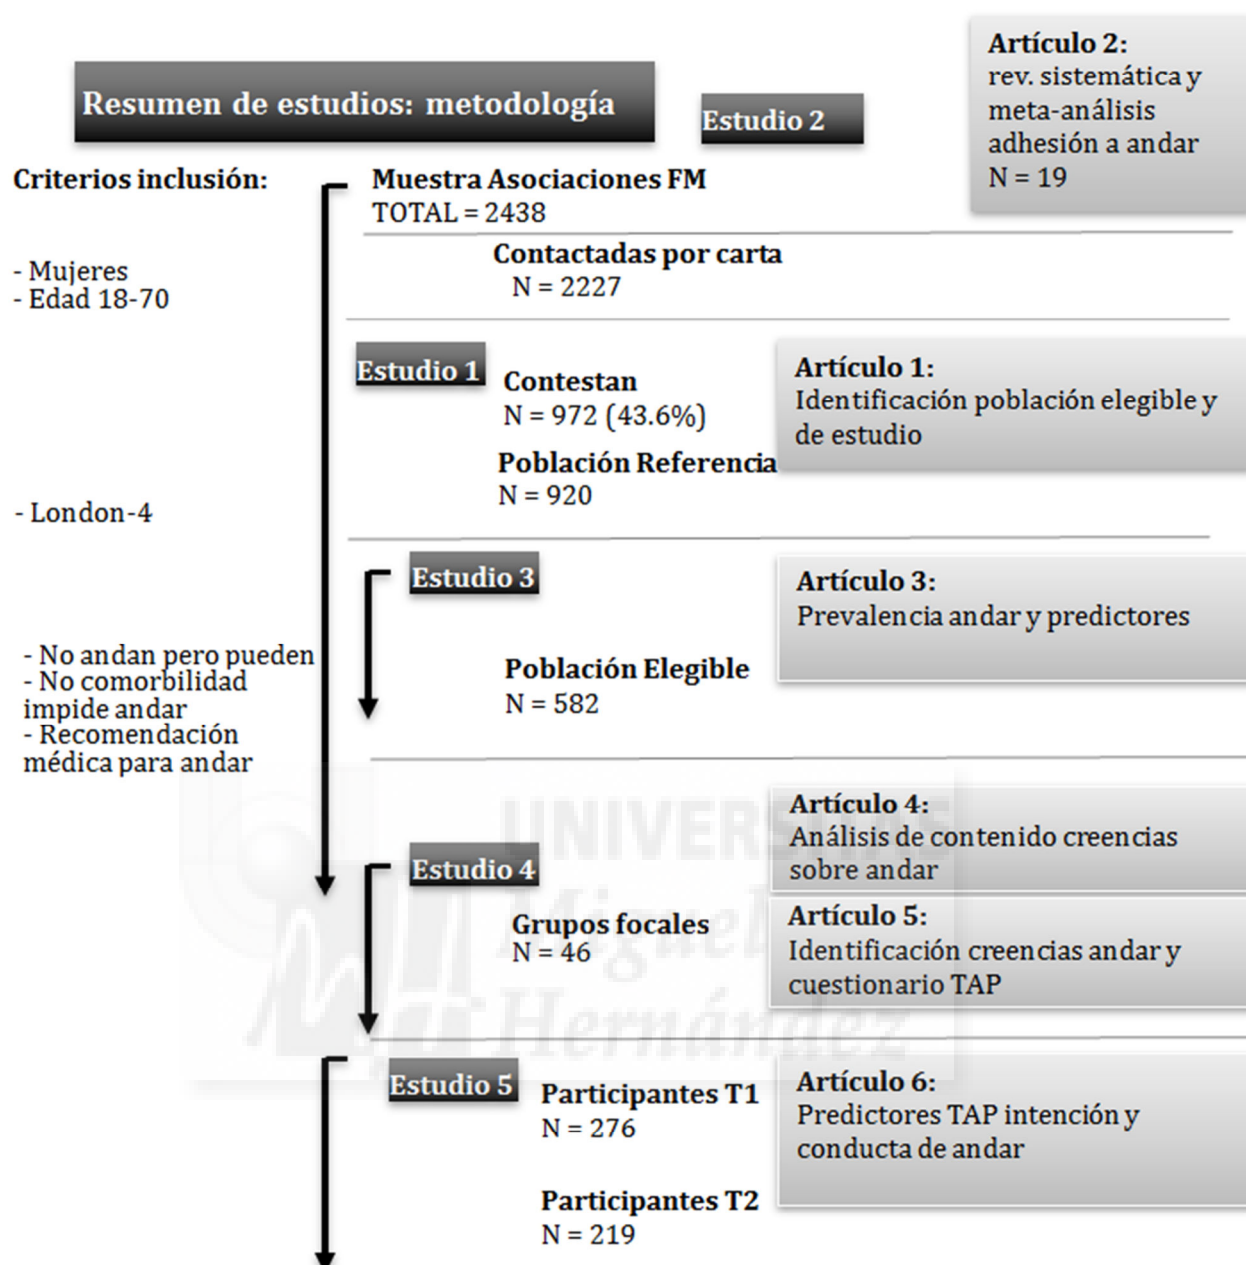 Resumen de estudios: metodología
Estudio 2
Artículo 2:
rev. sistemática y
meta-análisis
adhesión a andar
N = 19
Criterios inclusión:
Muestra Asociaciones FM
TOTAL = 2438
- Mujeres
- Edad 18-70
Contactadas por carta
N = 2227
Estudio 1
Contestan
N = 972 (43.6%)
Población Referencia
N = 920
Artículo 1:
Identificación población elegible y
de estudio
- London-4
Estudio 3
Artículo 3:
Prevalencia andar y predictores
- No andan pero pueden
- No comorbilidad
impide andar
- Recomendación
médica para andar
Población Elegible
N = 582
Estudio 4
Grupos focales
N = 46
Artículo 4:
Análisis de contenido creencias
sobre andar
Artículo 5:
Identificación creencias andar y
cuestionario TAP
UNIVERSITAS
Miguel
Hernández
Estudio 5
Participantes T1
N = 276
Participantes T2
N = 219
Artículo 6:
Predictores TAP intención y
conducta de andar